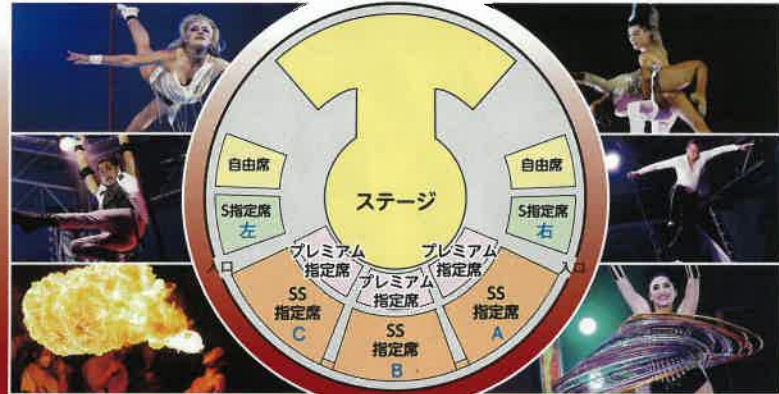 自由席
自由席
ステージ
S指定席
左
S指定席
右
入口
プレミアム
指定席
プレミアム
指定席
プレミアム
指定席
入口
SS
指定席
C
SS
指定席
B
SS
指定席
A